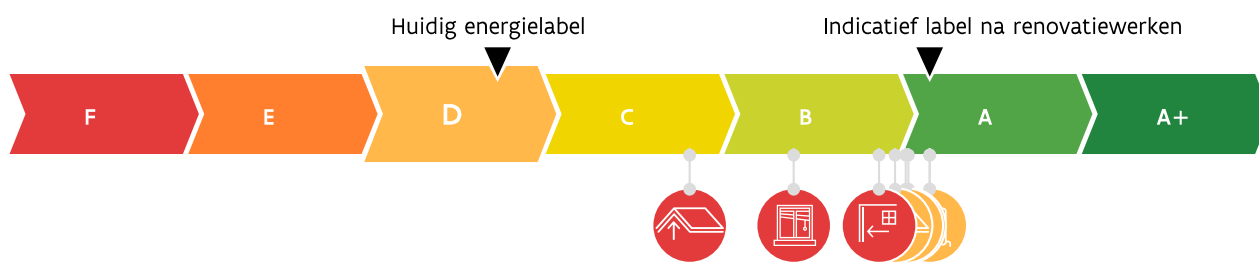 Huidig energielabel
Indicatief label na renovatiewerken
F E D C B A A+